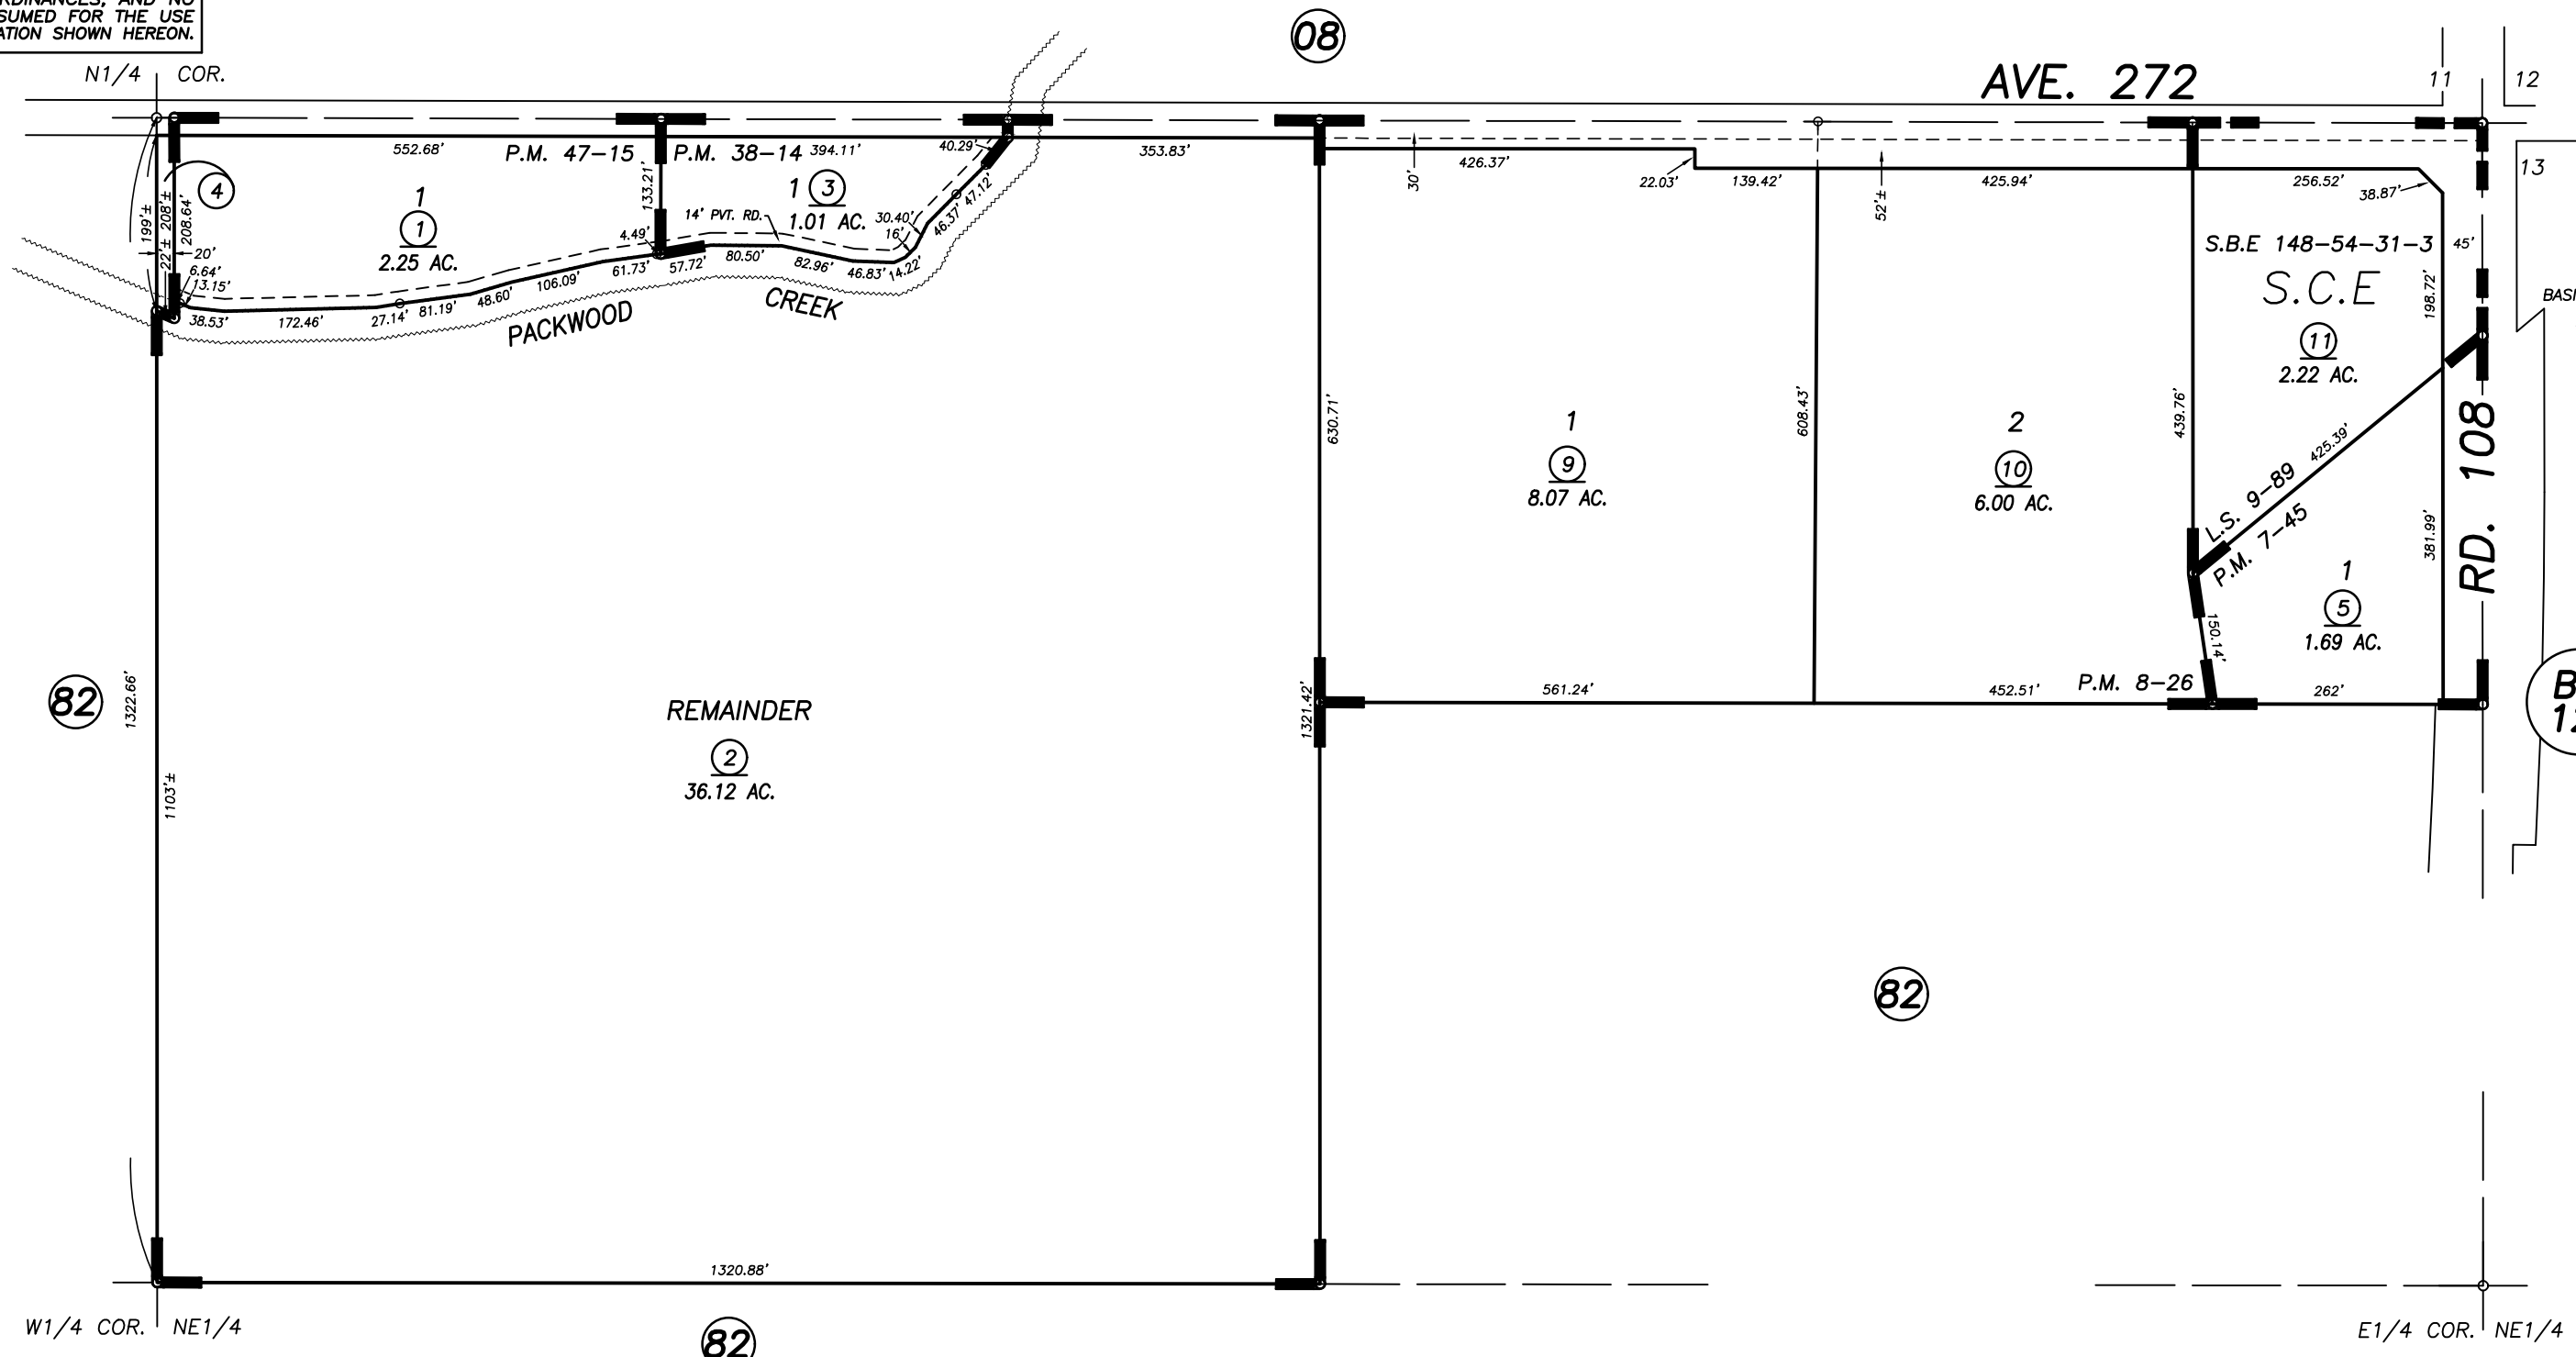 RDINANCES, AND NO
SUMED FOR THE USE
ATION SHOWN HEREON.
N1/4 COR.
08
AVE. 272
11
12
13
552.68'
P.M. 47-15
P.M. 38-14
394.11'
40.29'
353.83'
426.37'
30'
22.03'
139.42'
425.94'
52'±
256.52'
38.87'
4
199'±
22'±
208'±
208.64'
20'
6.64'
13.15'
1
1
2.25 AC.
133.21'
1
3
1.01 AC.
14' PVT. RD.
30.40'
16'
46.37'
47.12'
4.49'
38.53'
172.46'
27.14'
81.19'
48.60'
106.09'
61.73'
57.72'
80.50'
82.96'
46.83'
14.22'
PACKWOOD
CREEK
S.B.E 148-54-31-3
45'
S.C.E
11
2.22 AC.
198.72'
BASI
630.71'
608.43'
439.76'
425.39'
1
9
8.07 AC.
2
10
6.00 AC.
L.S. 9-89
P.M. 7-45
381.99'
RD. 108
1
5
1.69 AC.
150.14'
82
1322.66'
1103'±
REMAINDER
2
36.12 AC.
1321.42'
561.24'
452.51'
P.M. 8-26
262'
B
12
82
1320.88'
W1/4 COR.
NE1/4
82
E1/4 COR.
NE1/4